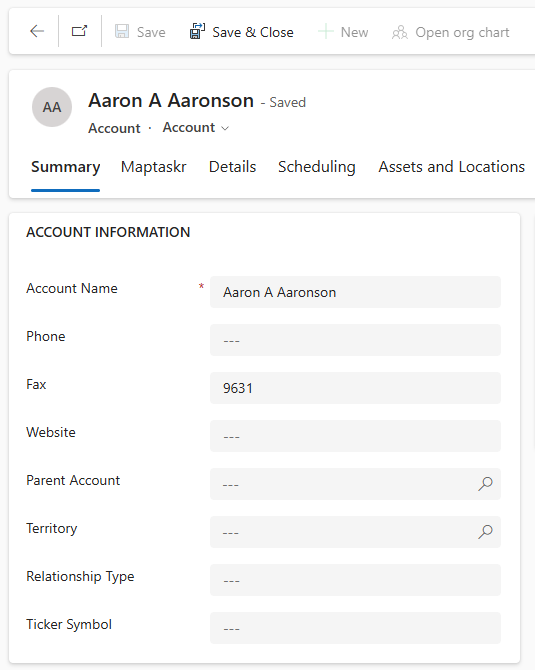 Save Save & Close New Open org chart
AA Aaron A Aaronson - Saved
Account · Account
Summary Maptaskr Details Scheduling Assets and Locations
ACCOUNT INFORMATION
Account Name * Aaron A Aaronson
Phone ---
Fax 9631
Website ---
Parent Account ---
Territory ---
Relationship Type ---
Ticker Symbol ---